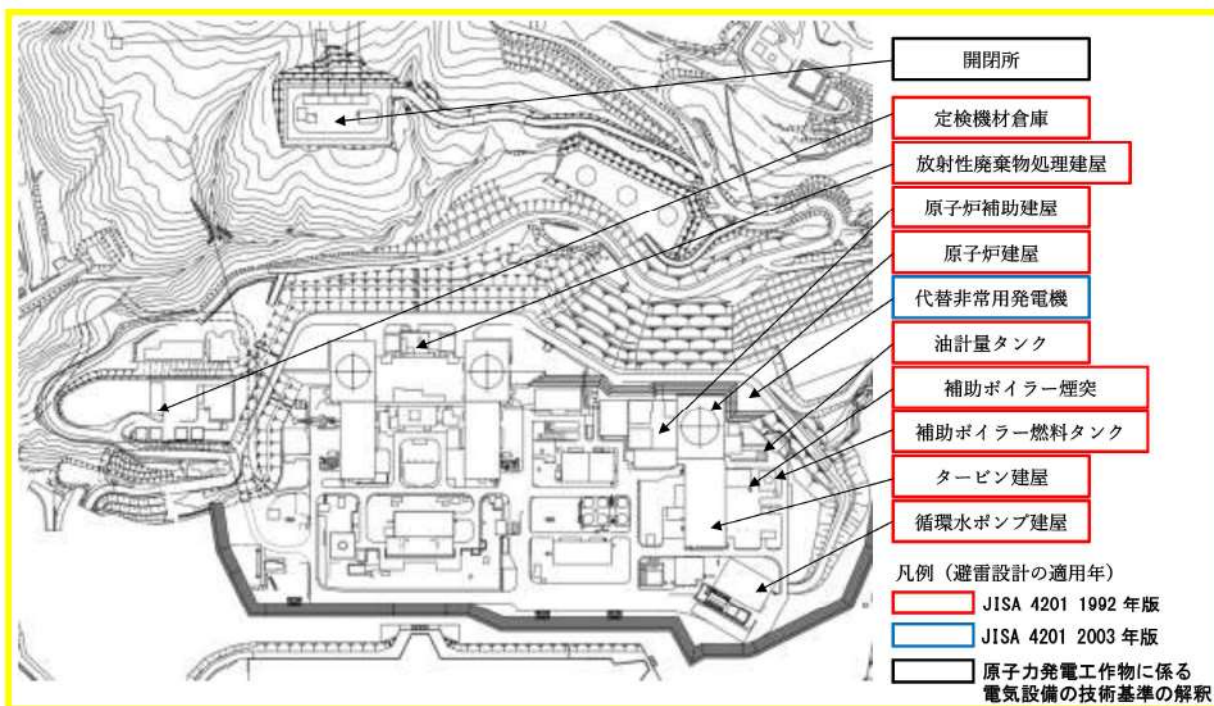 開閉所
定検機材倉庫
放射性廃棄物処理建屋
原子炉補助建屋
原子炉建屋
代替非常用発電機
油計量タンク
補助ボイラー煙突
補助ボイラー燃料タンク
タービン建屋
循環水ポンプ建屋
凡例（避雷設計の適用年）
JISA 4201 1992 年版
JISA 4201 2003 年版
原子力発電工作物に係る
電気設備の技術基準の解釈